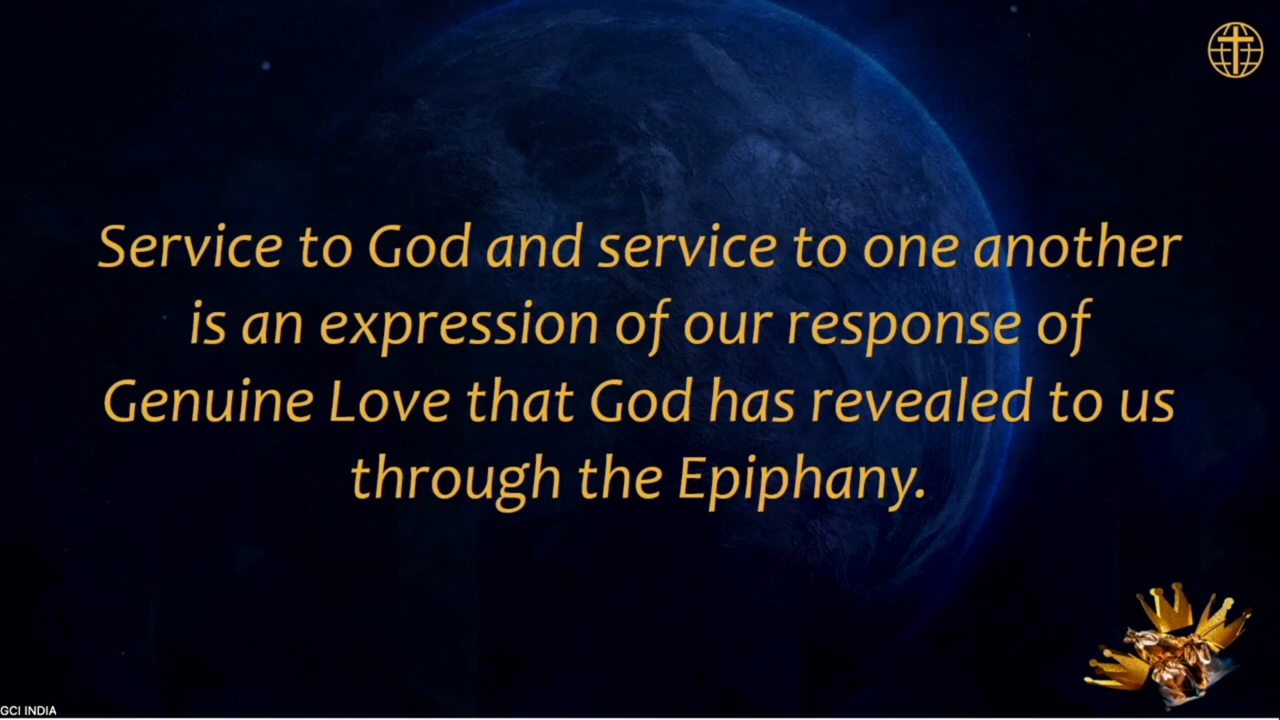 Service to God and service to one another
is an expression of our response of
Genuine Love that God has revealed to us
through the Epiphany.
GCI INDIA